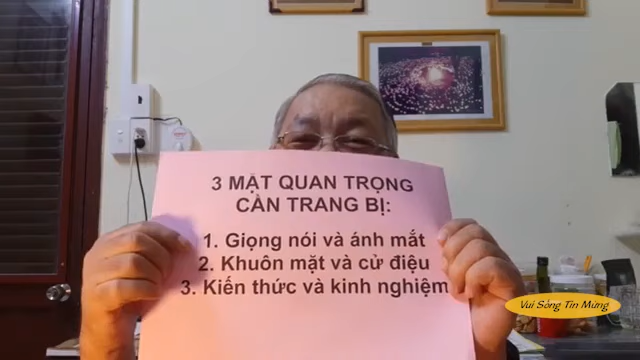 3 MẶT QUAN TRỌNG
CẦN TRANG BỊ:
1. Giọng nói và ánh mắt
2. Khuôn mặt và cử điệu
3. Kiến thức và kinh nghiệm
Vui Sống Tin Mừng